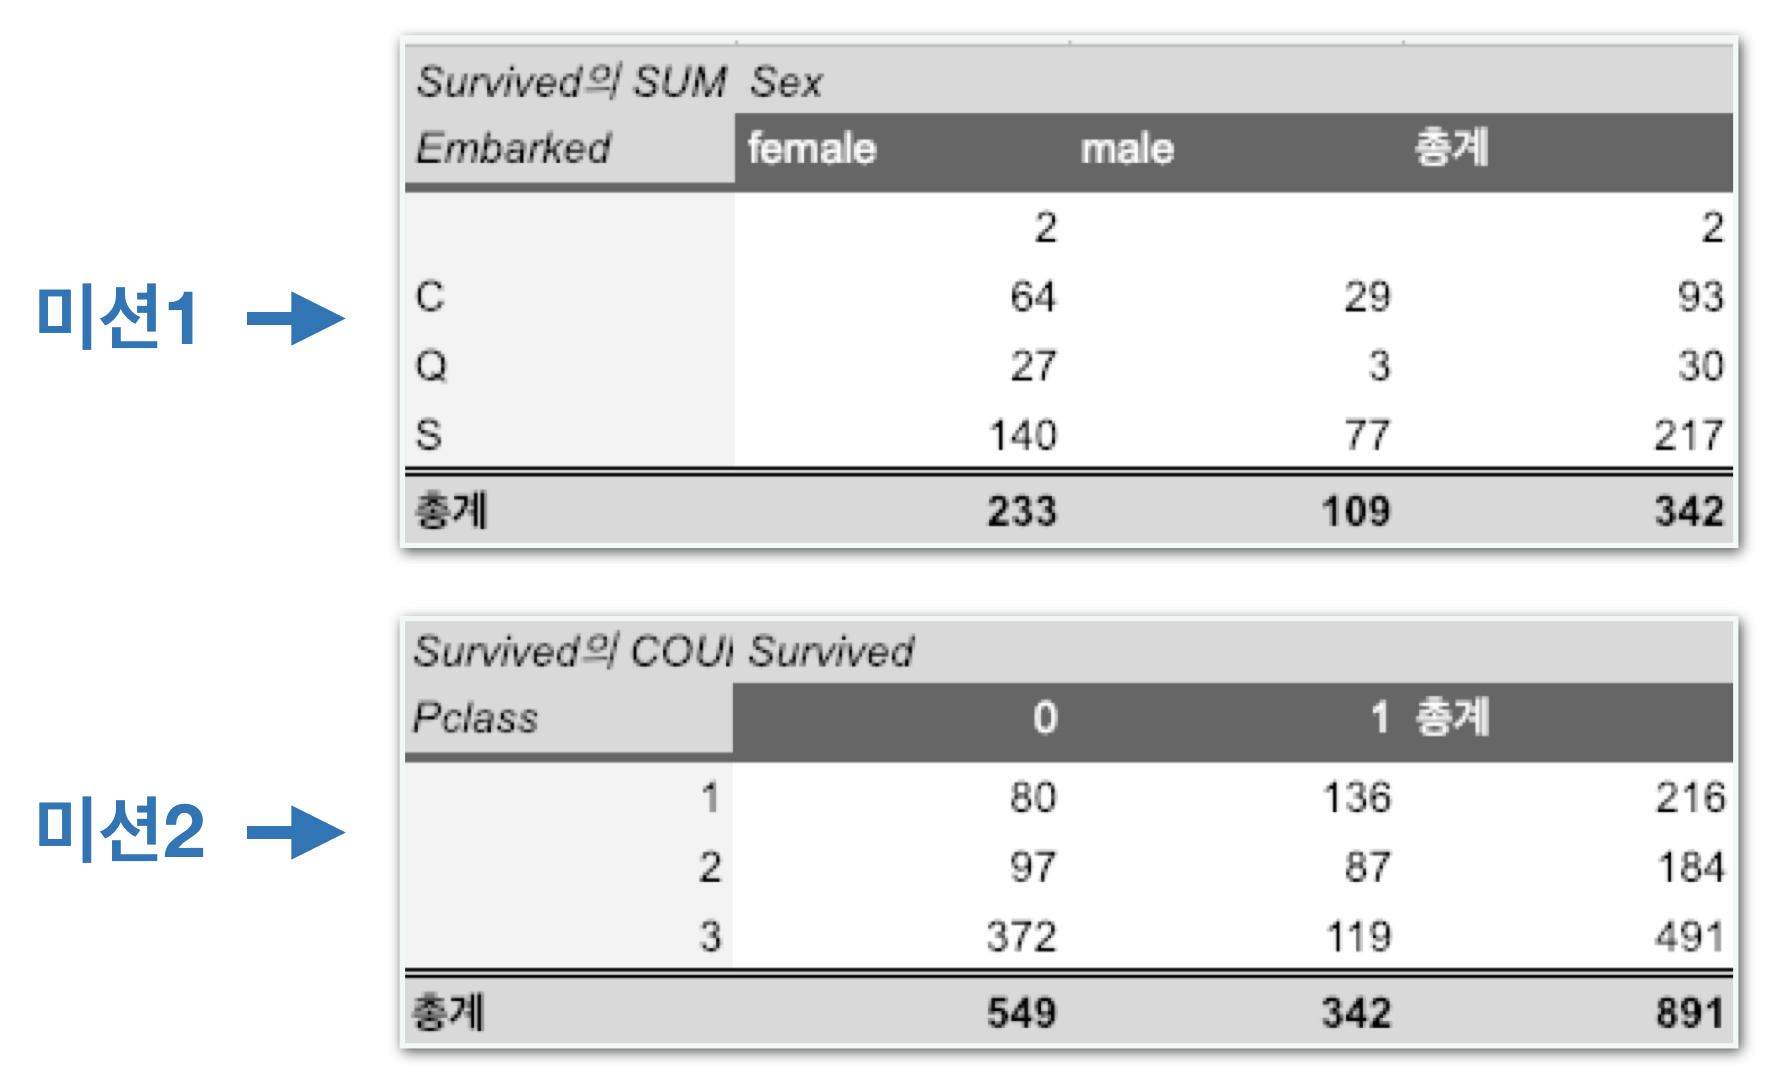 Survived의 SUM Sex
Embarked female male 총계
2 2
미션1
C 64 29 93
Q 27 3 30
S 140 77 217
총계 233 109 342
Survived의 COU Survived
Pclass 0 1 총계
1 80 136 216
미션2
2 97 87 184
3 372 119 491
총계 549 342 891